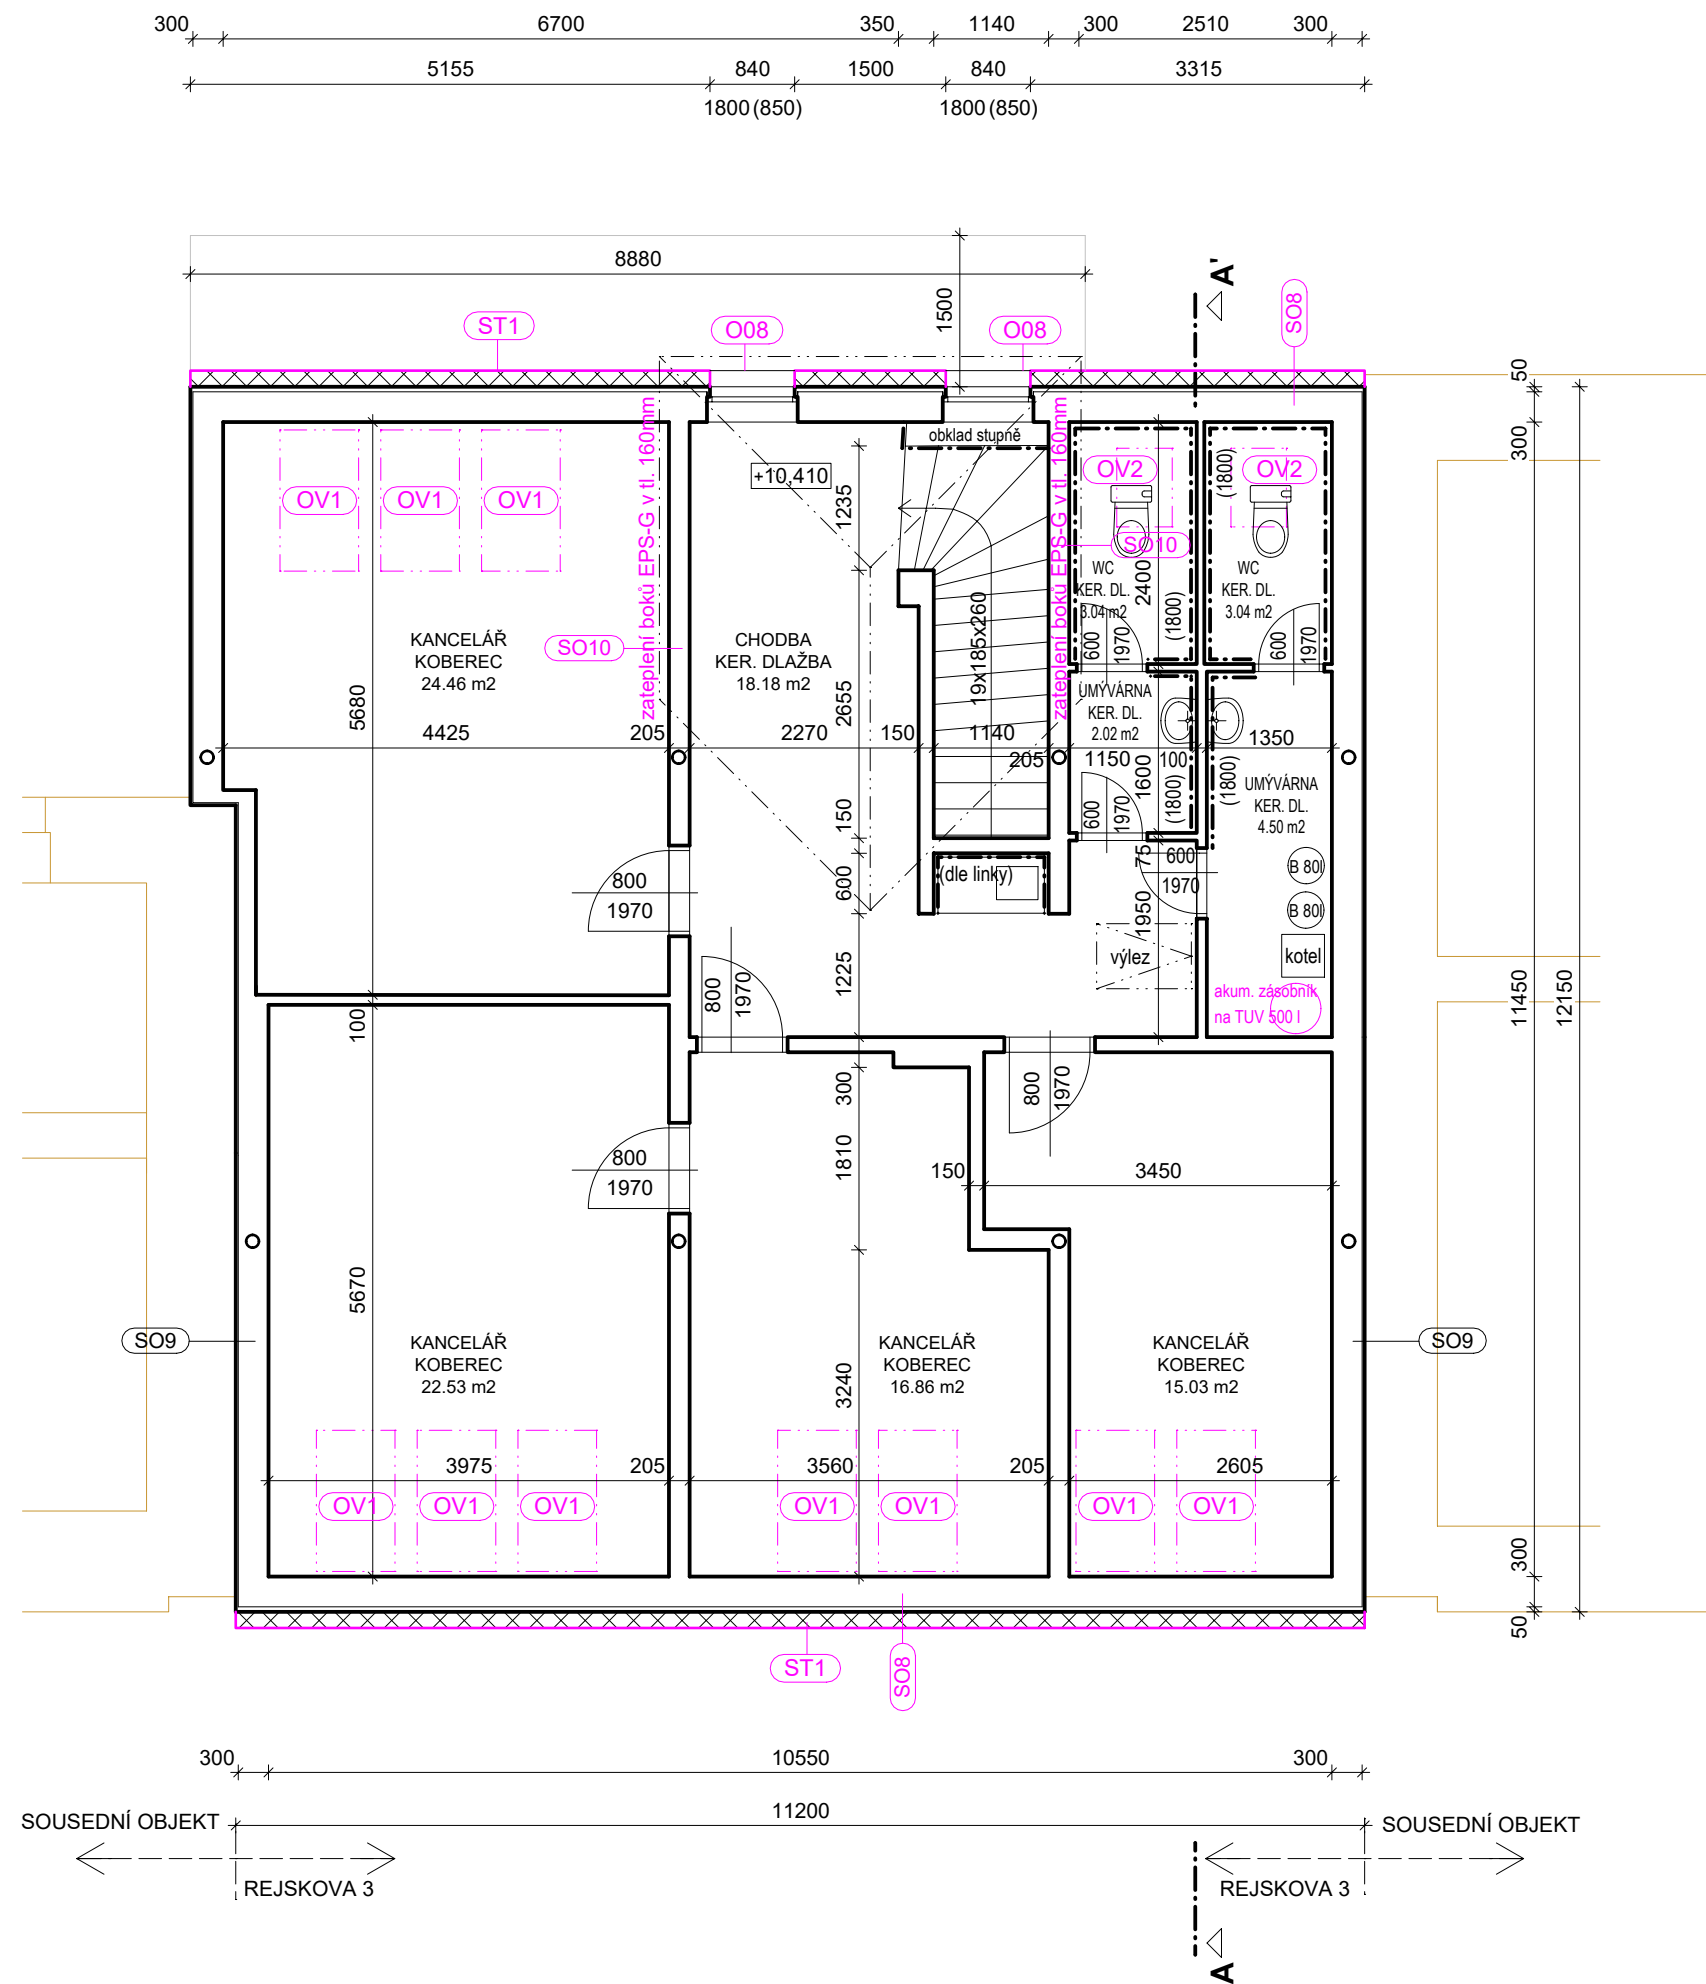 300 6700 350 1140 300 2510 300
5155 840 1500 840 3315
1800(850) 1800(850)
8880
1500
A'
ST1 O08 O08 SO8
50
300
zateplení boků EPS-G v tl. 160mm
zateplení boků EPS-G v tl. 160mm
obklad stupně
+10,410
OV1 OV1 OV1
OV2 OV2
(1800)
1235
SO10
2400
WC
KER. DL.
3.04 m2
WC
KER. DL.
3.04 m2
(1800)
600 1970
600 1970
19x185x260
KANCELÁŘ
KOBEREC
24.46 m2
SO10
CHODBA
KER. DLAŽBA
18.18 m2
5680
2655
UMÝVÁRNA
KER. DL.
2.02 m2
4425 205 2270 150 1140 205 1150 100 1350
1600
(1800)
(1800)
600 1970
UMÝVÁRNA
KER. DL.
4.50 m2
150
600
75
600
1970
(dle linky)
B 80l
B 80l
800
1970
1950
výlez
kotel
1225
800 1970
akum. zásobník
na TUV 500 l
100
11450 12150
300
800 1970
1810
800
1970
150 3450
5670
SO9
SO9
KANCELÁŘ
KOBEREC
22.53 m2
KANCELÁŘ
KOBEREC
16.86 m2
KANCELÁŘ
KOBEREC
15.03 m2
3240
3975 205 3560 205 2605
OV1 OV1 OV1 OV1 OV1 OV1 OV1
300
50
ST1 SO8
300 10550 300
11200
SOUSEDNÍ OBJEKT SOUSEDNÍ OBJEKT
REJSKOVA 3 REJSKOVA 3
A